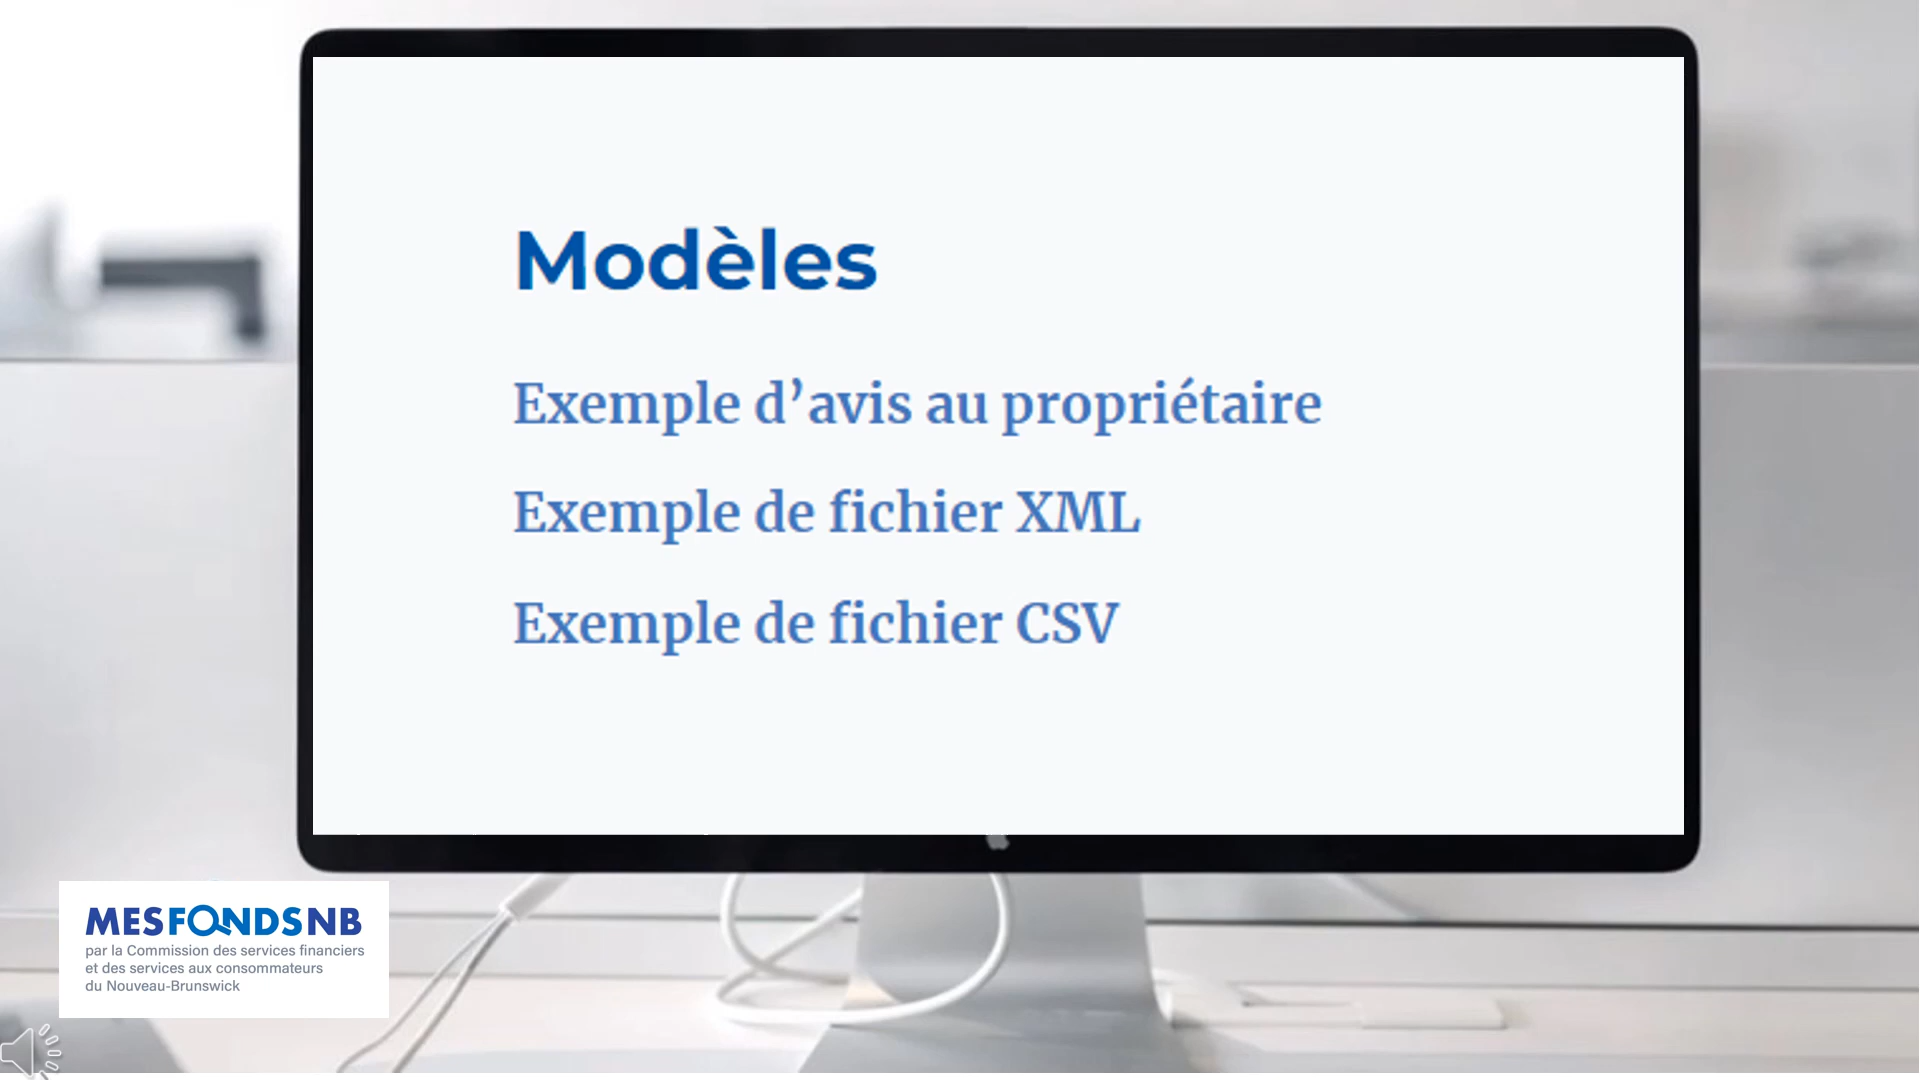 Modèles
Exemple d’avis au propriétaire
Exemple de fichier XML
Exemple de fichier CSV
MESFONDSNB
par la Commission des services financiers
et des services aux consommateurs
du Nouveau-Brunswick